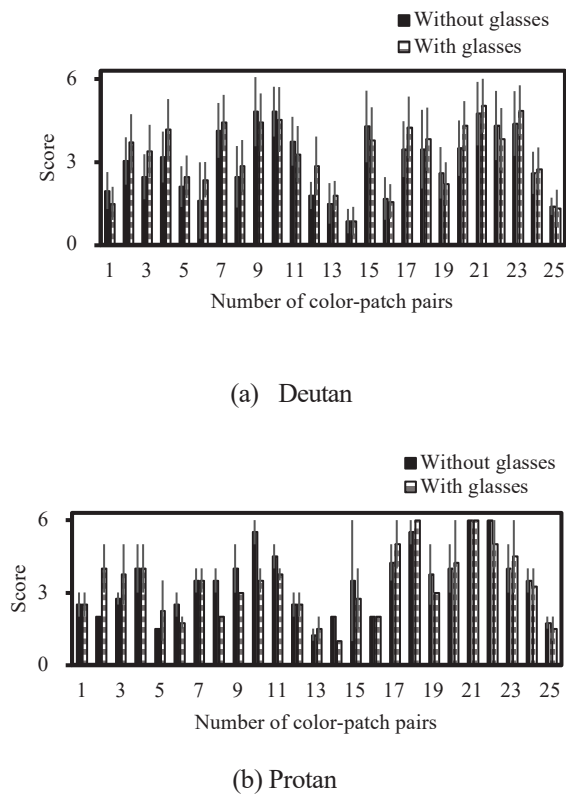 Without glasses
With glasses
6
3
0
Score
1 3 5 7 9 11 13 15 17 19 21 23 25
Number of color-patch pairs
(a) Deutan
Without glasses
With glasses
6
3
0
Score
1 3 5 7 9 11 13 15 17 19 21 23 25
Number of color-patch pairs
(b) Protan